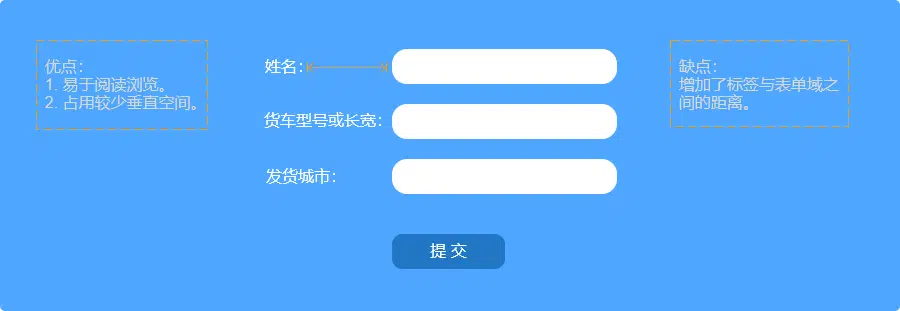 优点：
1. 易于阅读浏览。
2. 占用较少垂直空间。
姓名：
货车型号或长宽：
发货城市：
提 交
缺点：
增加了标签与表单域之
间的距离。